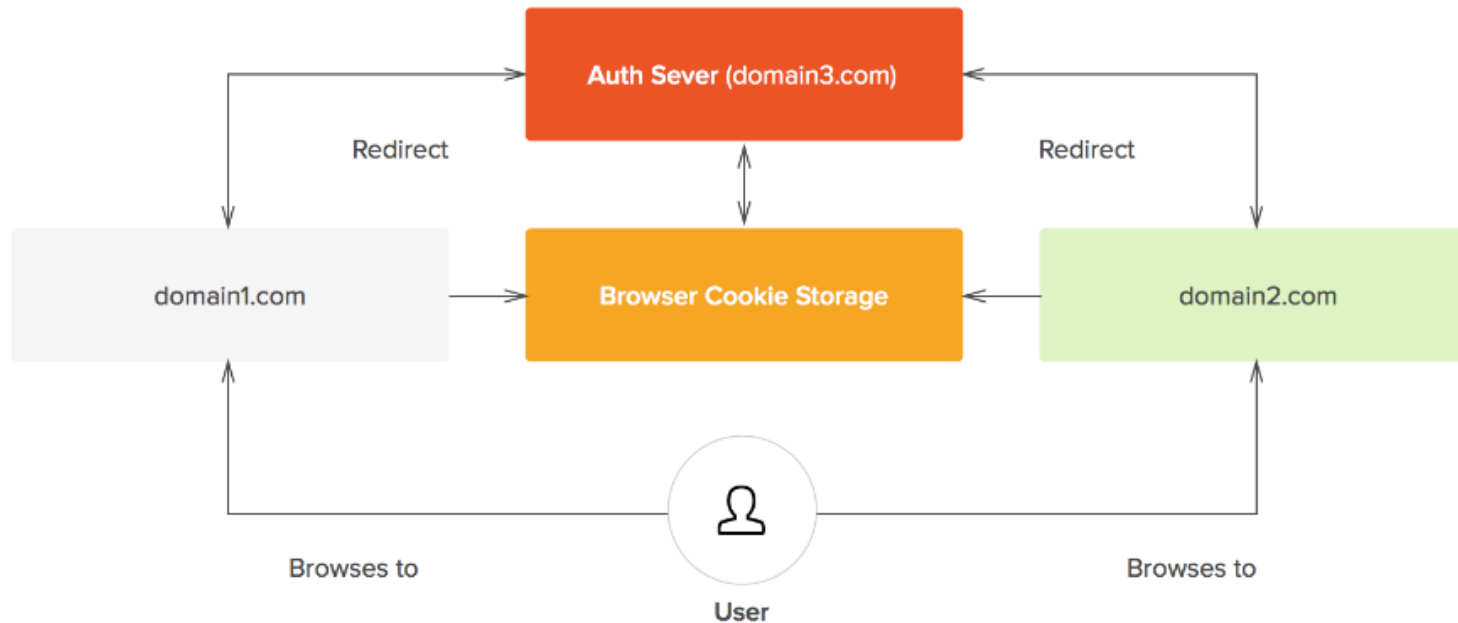 Auth Sever (domain3.com)
Redirect
Redirect
domain1.com
Browser Cookie Storage
domain2.com
Browses to
Browses to
User